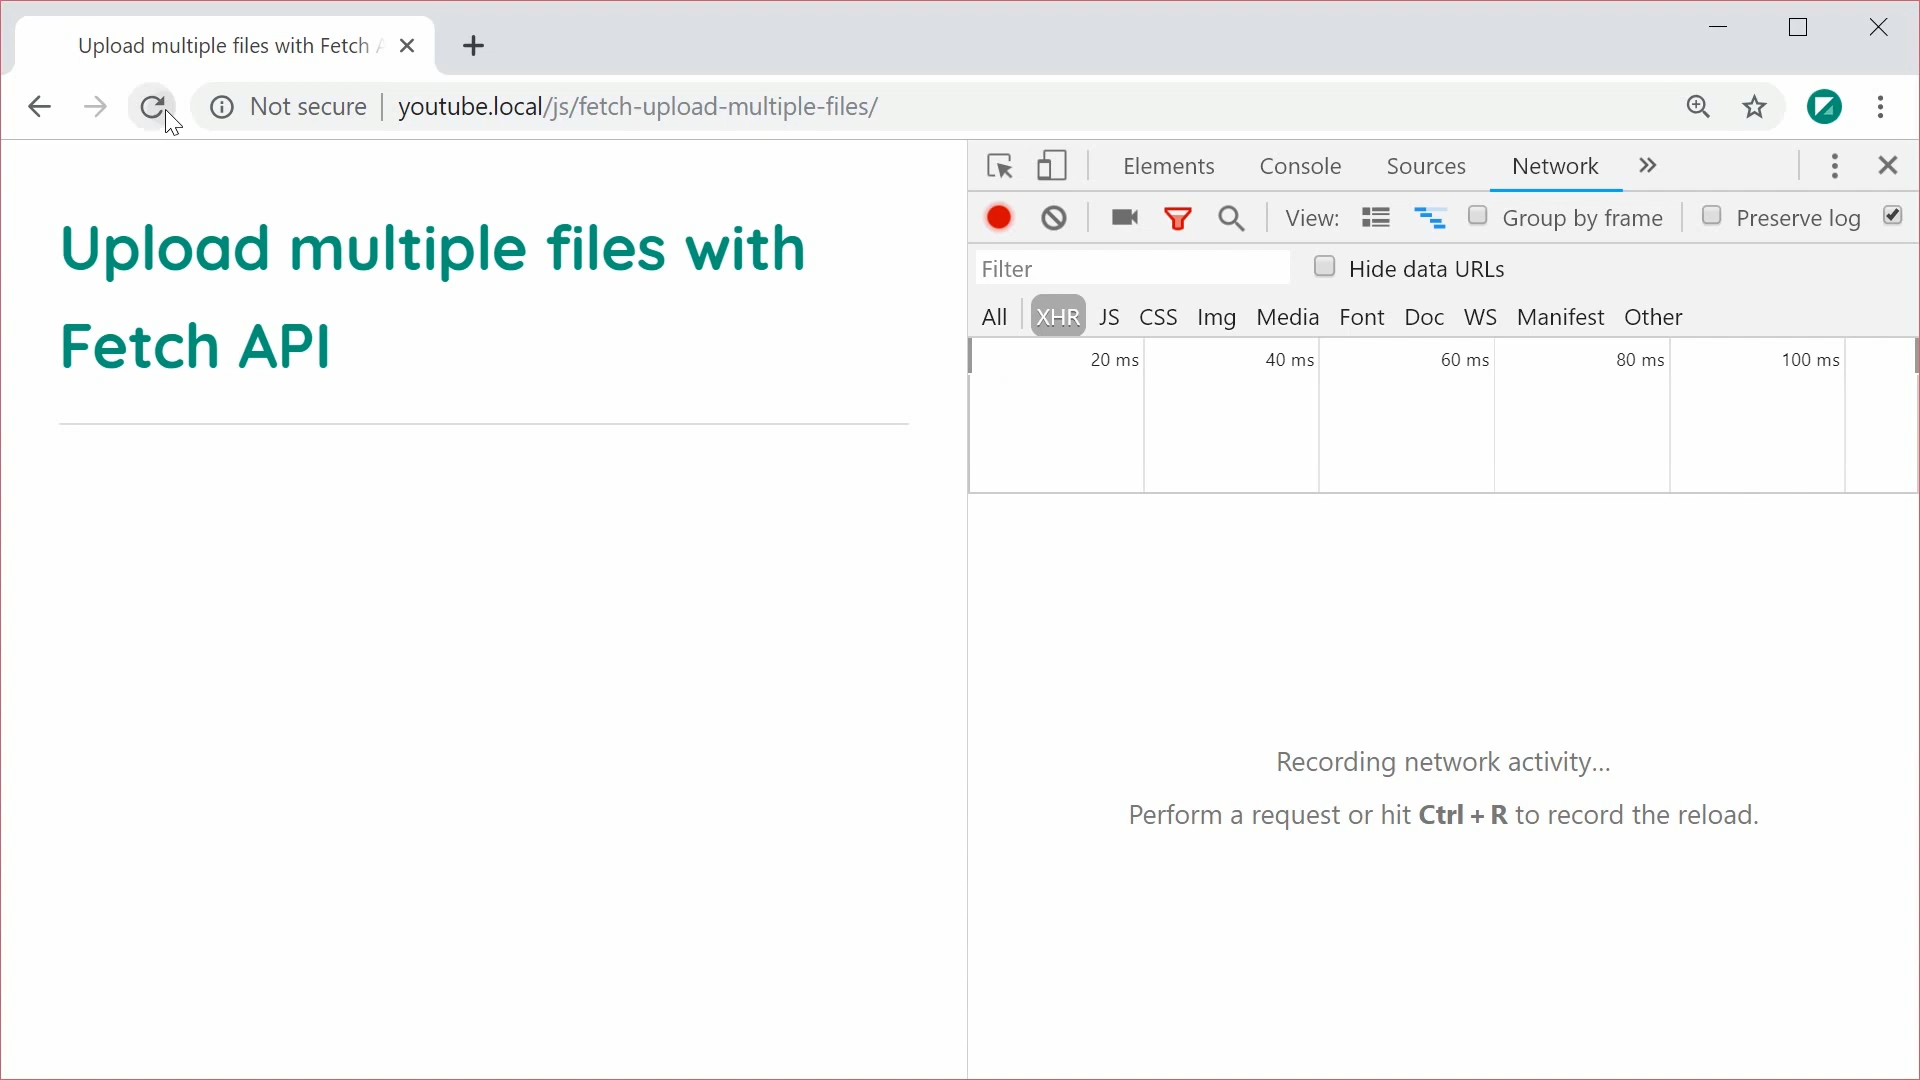 Upload multiple files with Fetch
Not secure youtube.local/js/fetch-upload-multiple-files/
Elements Console Sources Network
View: Group by frame Preserve log
Filter Hide data URLs
All XHR JS CSS Img Media Font Doc WS Manifest Other
20 ms 40 ms 60 ms 80 ms 100 ms
Upload multiple files with
Fetch API
Recording network activity...
Perform a request or hit Ctrl + R to record the reload.